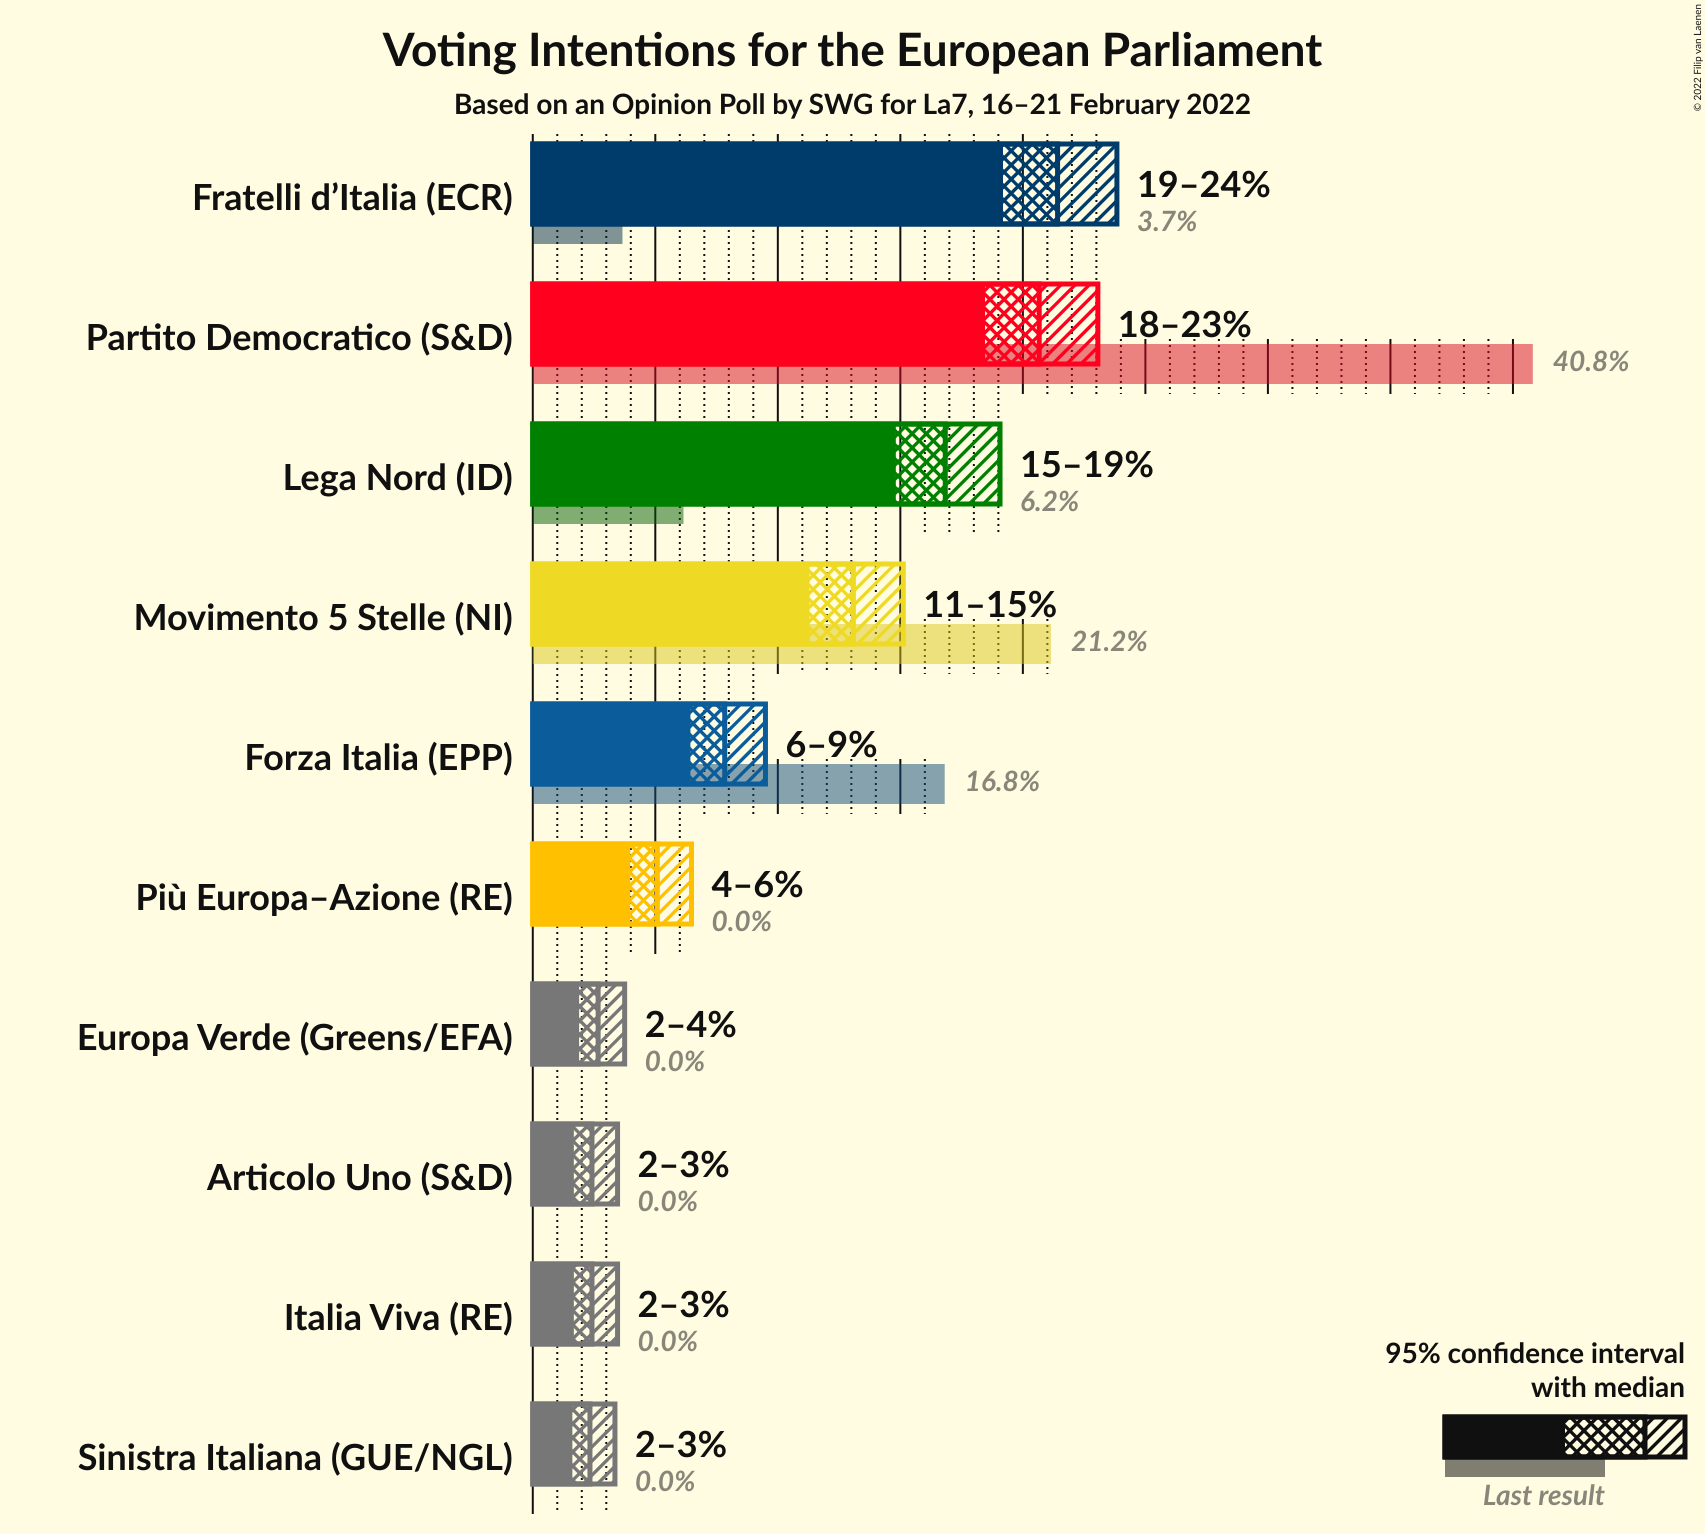 Voting Intentions for the European Parliament
Based on an Opinion Poll by SWG for La7, 16–21 February 2022
© 2022 Filip van Laenen
Fratelli d’Italia (ECR)
19–24%
3.7%
Partito Democratico (S&D)
18–23%
40.8%
Lega Nord (ID)
15–19%
6.2%
Movimento 5 Stelle (NI)
11–15%
21.2%
Forza Italia (EPP)
6–9%
16.8%
Più Europa–Azione (RE)
4–6%
0.0%
Europa Verde (Greens/EFA)
2–4%
0.0%
Articolo Uno (S&D)
2–3%
0.0%
Italia Viva (RE)
2–3%
0.0%
Sinistra Italiana (GUE/NGL)
2–3%
0.0%
95% confidence interval
with median
Last result